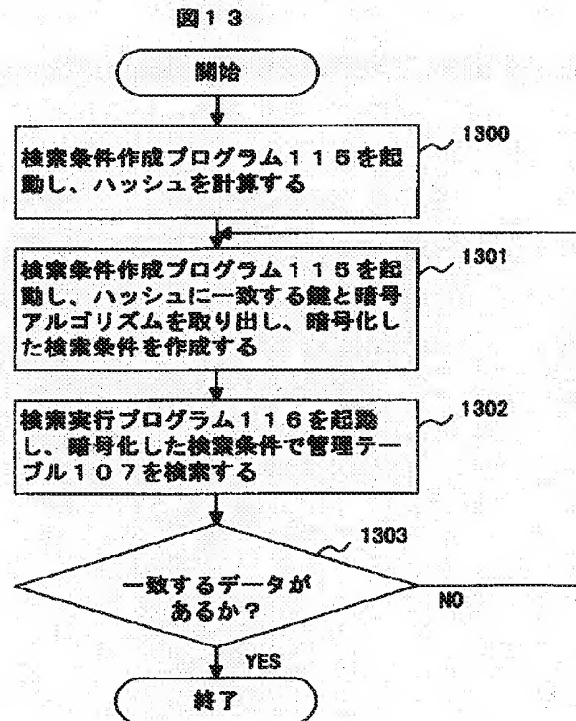 図１３
開始
1300
検索条件作成プログラム１１５を起
動し、ハッシュを計算する
1301
検索条件作成プログラム１１５を起
動し、ハッシュに一致する鍵と暗号
アルゴリズムを取り出し、暗号化し
た検索条件を作成する
1302
検索実行プログラム１１６を起動
し、暗号化した検索条件で管理テー
ブル１０７を検索する
1303
一致するデータが
あるか？
NO
YES
終了